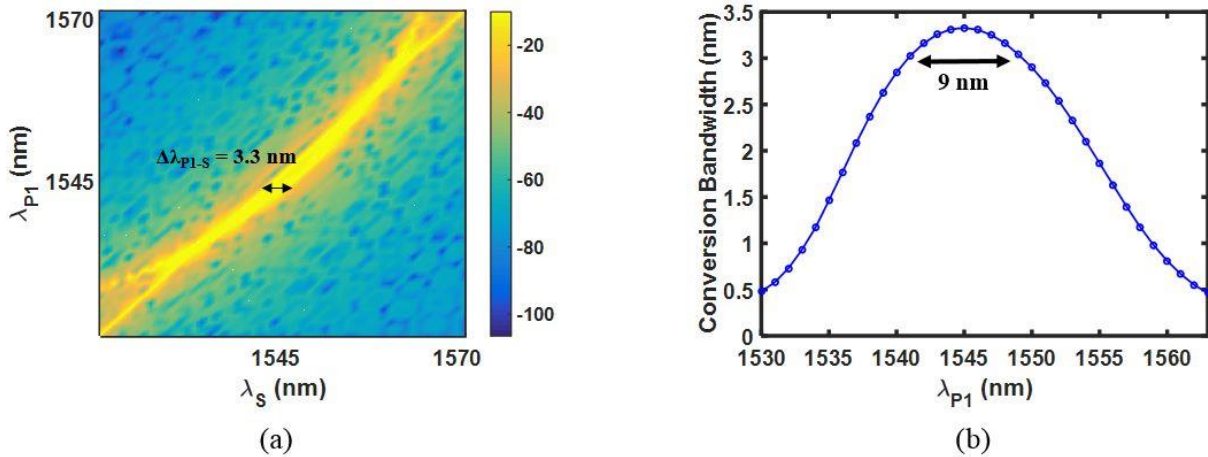 1570
1545
λP1 (nm)
ΔλP1-S = 3.3 nm
1545
1570
λS (nm)
-20
-40
-60
-80
-100
(a)
3.5
3
2.5
2
1.5
1
0.5
0
Conversion Bandwidth (nm)
9 nm
1530 1535 1540 1545 1550 1555 1560
λP1 (nm)
(b)